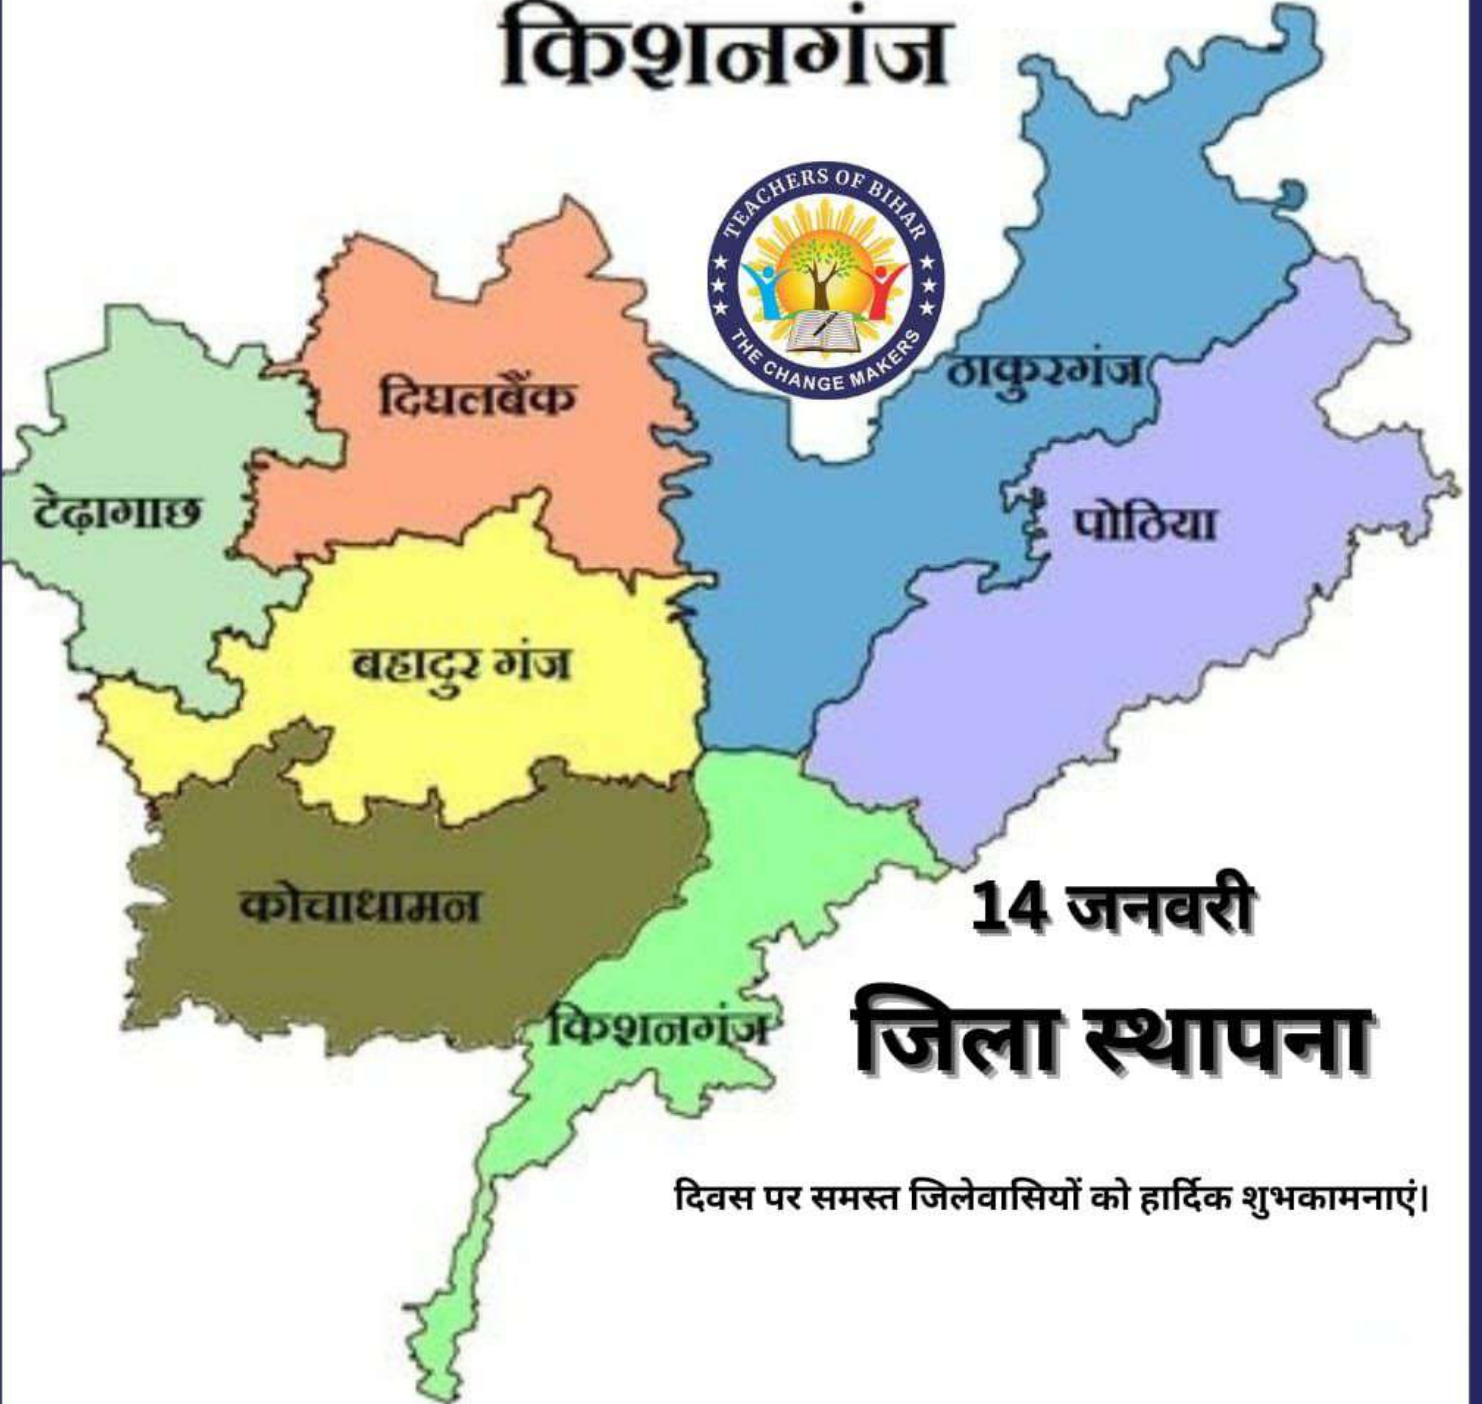 किशनगंज
TEACHERS OF BIHAR
THE CHANGE MAKERS
ठाकुरगंज
दिघलबैंक
टेढ़ागाछ
पोठिया
बहादुर गंज
कोचाधामन
14 जनवरी
किशनगंज
जिला स्थापना
दिवस पर समस्त जिलेवासियों को हार्दिक शुभकामनाएं।